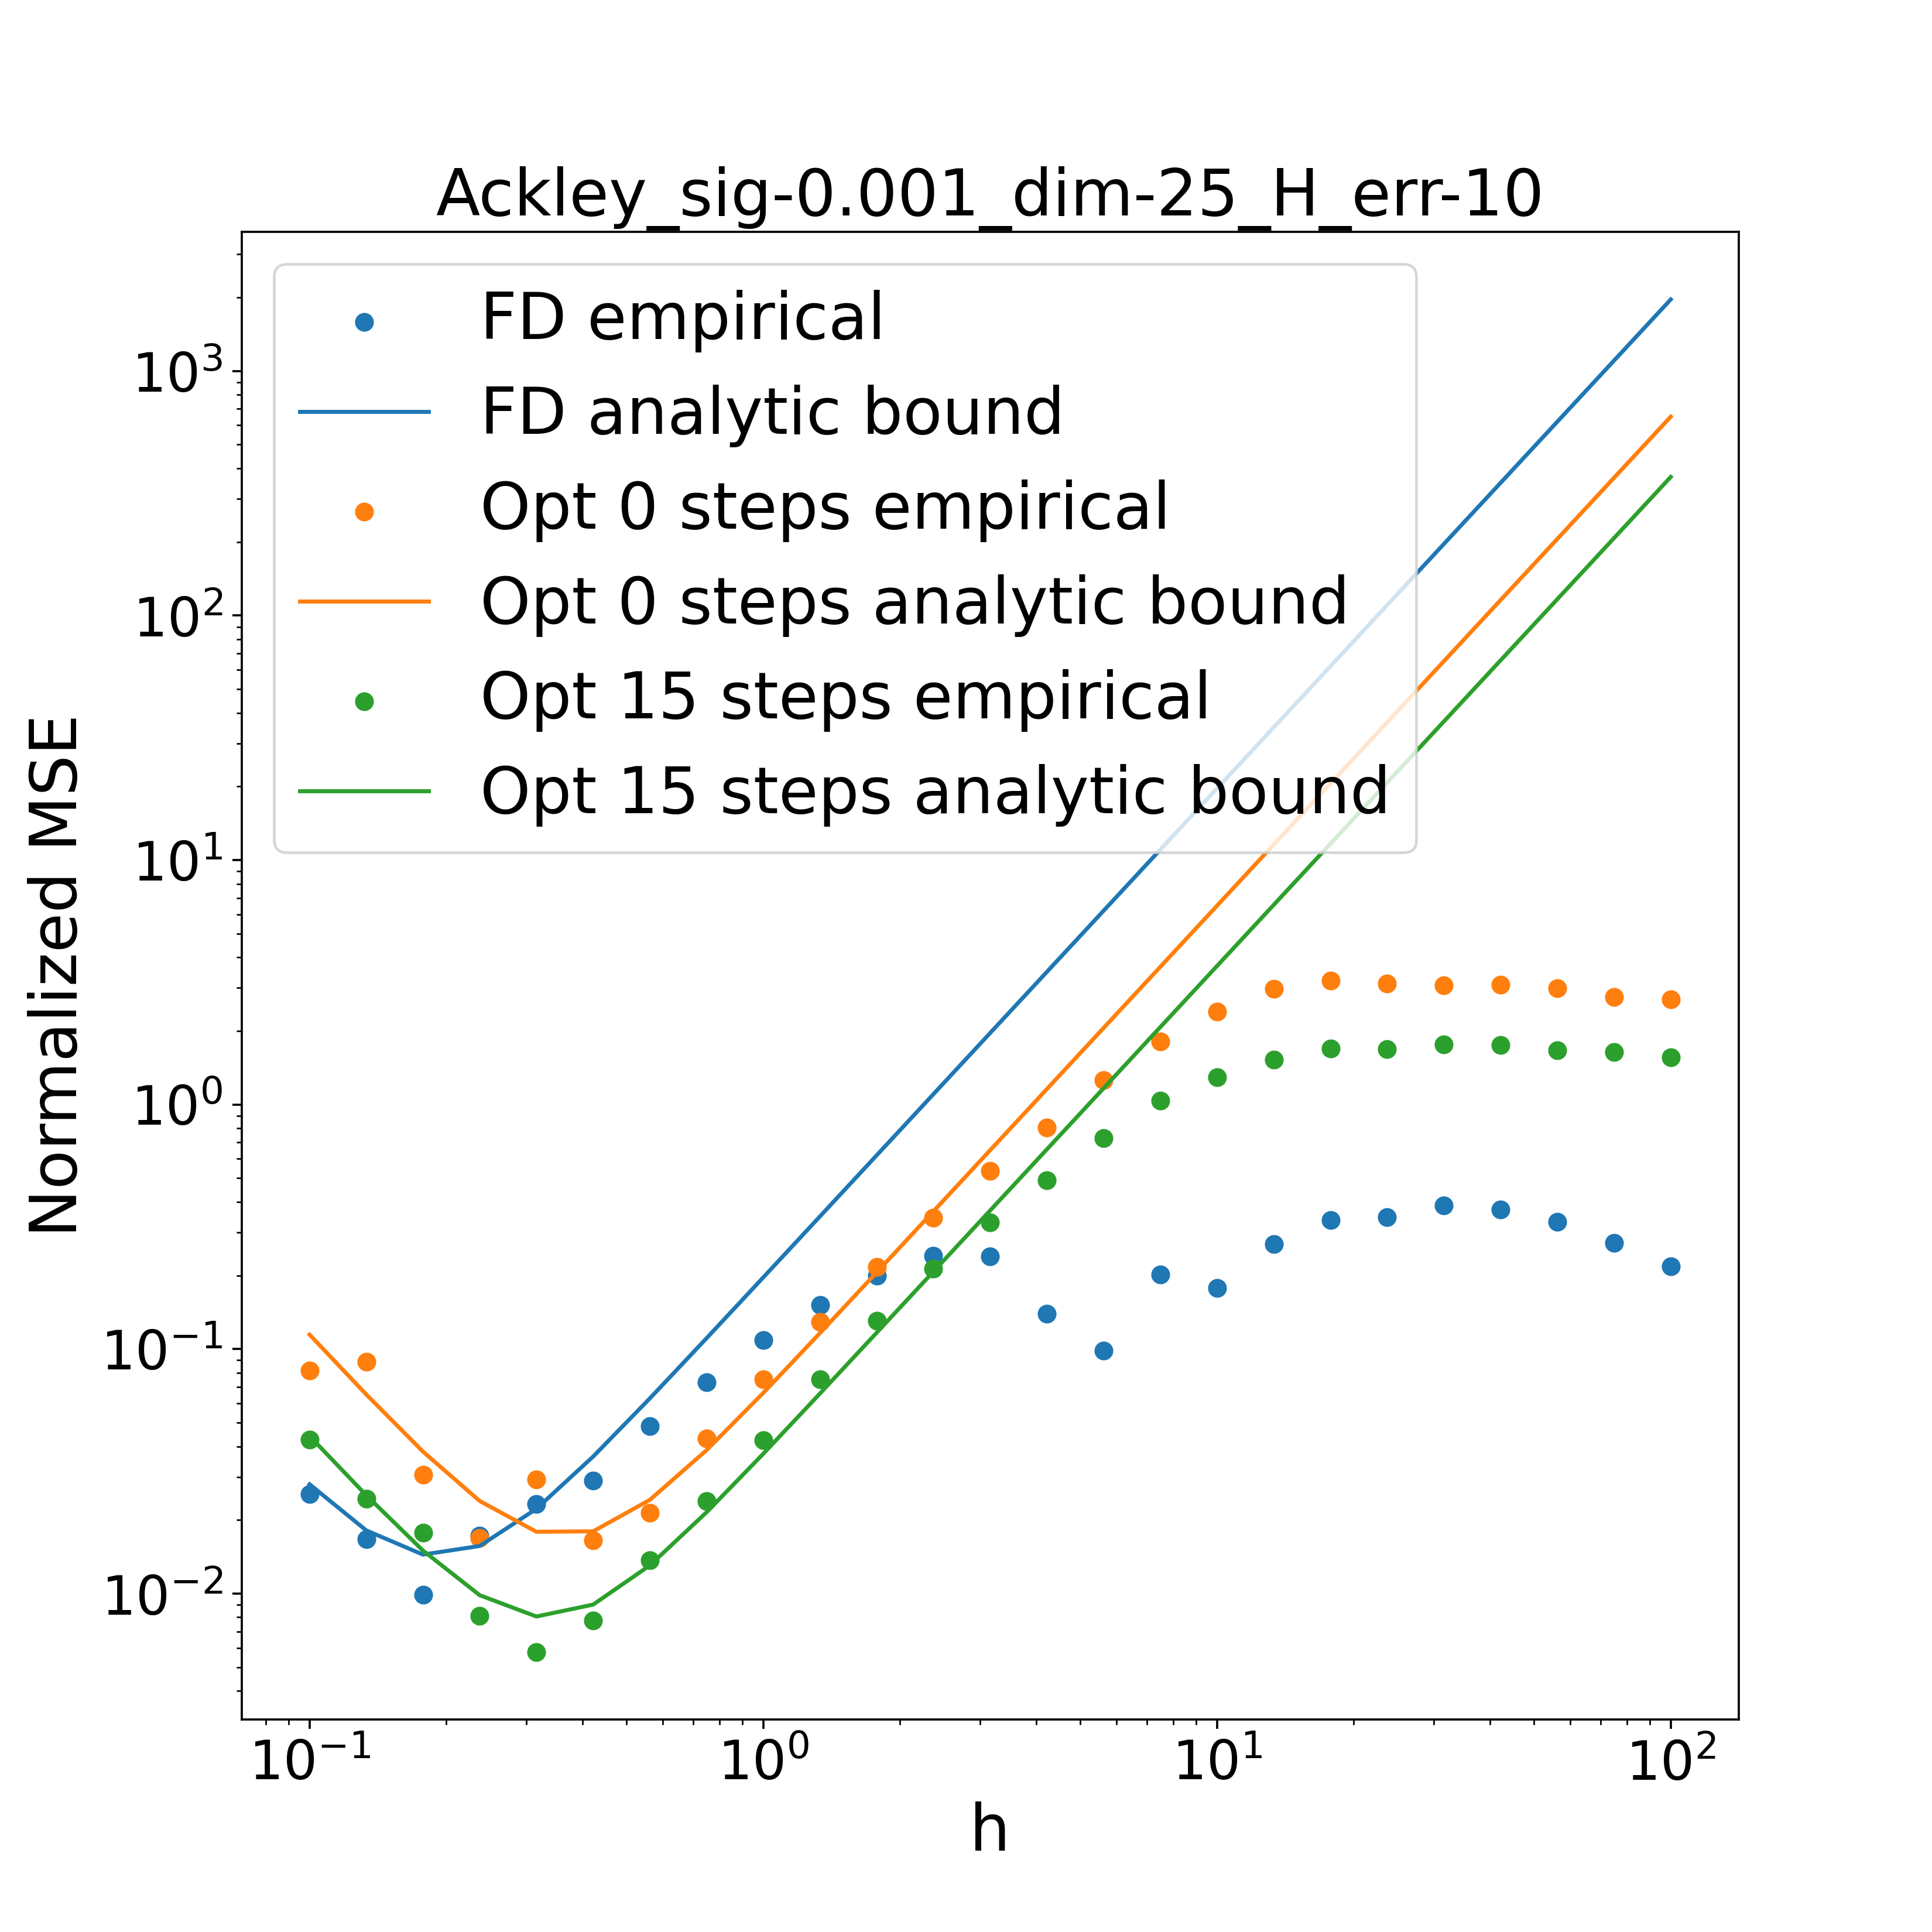 Ackley_sig-0.001_dim-25_H_err-10
FD empirical
FD analytic bound
Opt 0 steps empirical
Opt 0 steps analytic bound
Opt 15 steps empirical
Opt 15 steps analytic bound
Normalized MSE
10³
10²
10¹
10⁰
10⁻¹
10⁻²
10⁻¹ 10⁰ 10¹ 10²
h